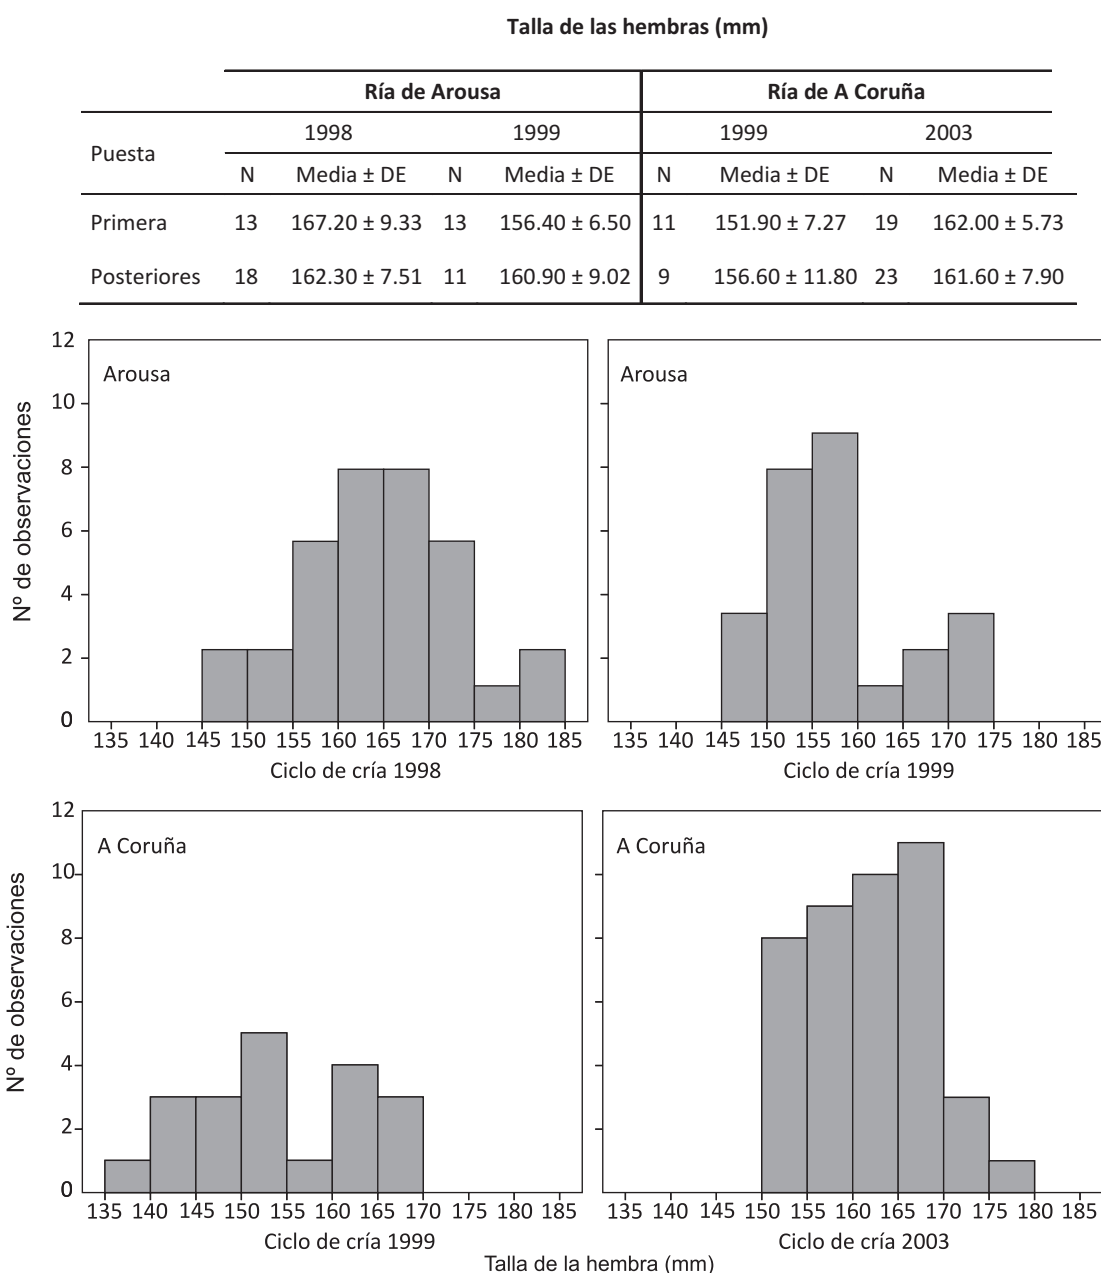 Talla de las hembras (mm)
Ría de Arousa Ría de A Coruña
Puesta 1998 1999 1999 2003
N Media ± DE N Media ± DE N Media ± DE N Media ± DE
Primera 13 167.20 ± 9.33 13 156.40 ± 6.50 11 151.90 ± 7.27 19 162.00 ± 5.73
Posteriores 18 162.30 ± 7.51 11 160.90 ± 9.02 9 156.60 ± 11.80 23 161.60 ± 7.90
Nº de observaciones
12
10
8
6
4
2
0
Arousa
135 140 145 150 155 160 165 170 175 180 185
Ciclo de cría 1998
Arousa
135 140 145 150 155 160 165 170 175 180 185
Ciclo de cría 1999
Nº de observaciones
12
10
8
6
4
2
0
A Coruña
135 140 145 150 155 160 165 170 175 180 185
Ciclo de cría 1999
A Coruña
135 140 145 150 155 160 165 170 175 180 185
Ciclo de cría 2003
Talla de la hembra (mm)